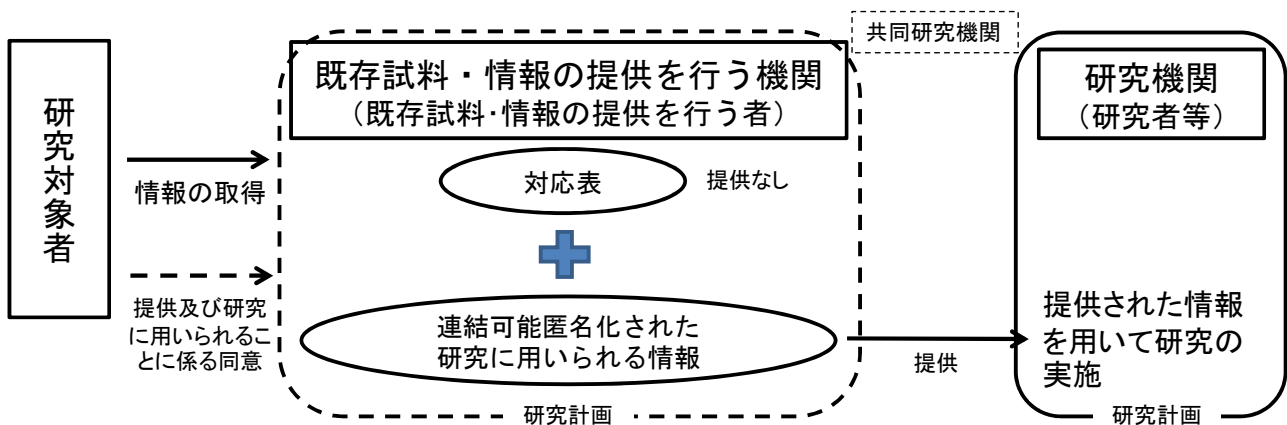 研究対象者
情報の取得
提供及び研究
に用いられるこ
とに係る同意
既存試料・情報の提供を行う機関
（既存試料・情報の提供を行う者）
対応表
提供なし
連結可能匿名化された
研究に用いられる情報
研究計画
共同研究機関
提供
研究機関
（研究者等）
提供された情報
を用いて研究の
実施
研究計画